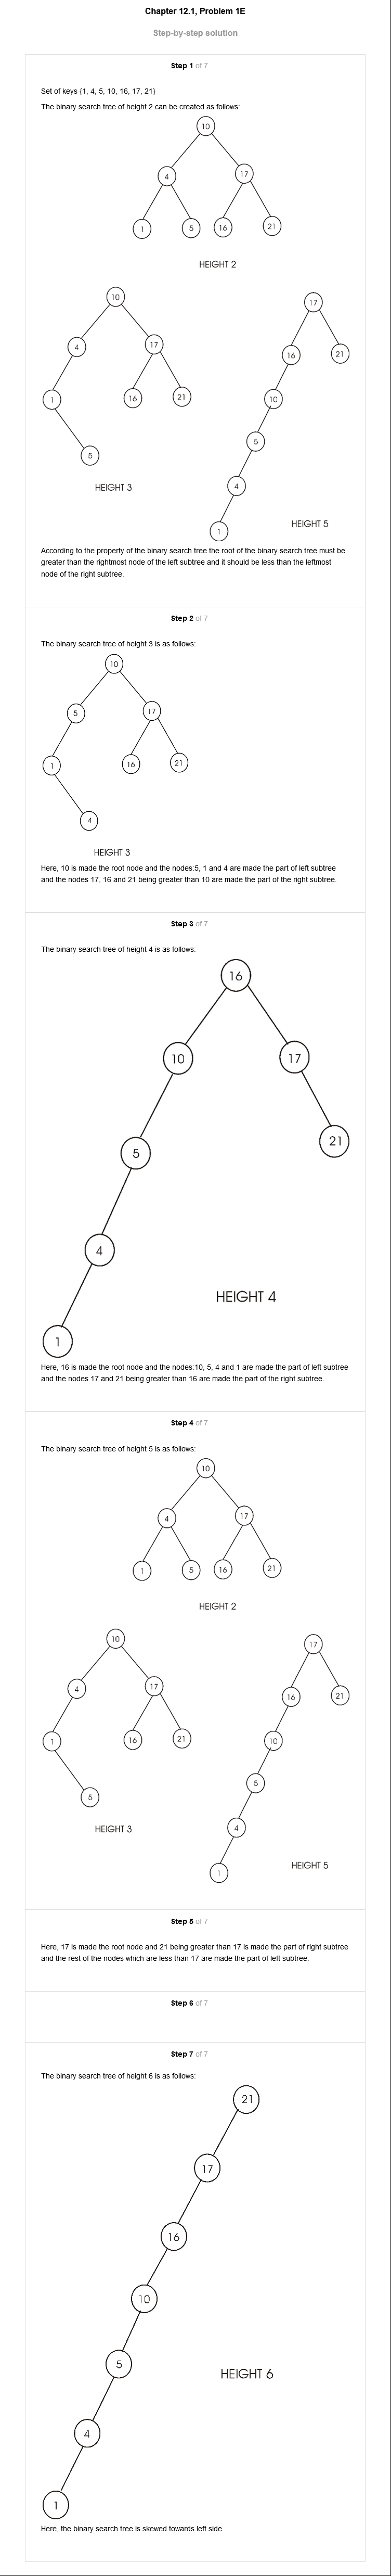 Chapter 12.1, Problem 1E
Step-by-step solution
Step 1 of 7
Set of keys {1, 4, 5, 10, 16, 17, 21}
The binary search tree of height 2 can be created as follows:
10
4 17
1 5 16 21
HEIGHT 2
10
4 17
1 16 21
5
HEIGHT 3
17
16 21
10
5
4
1
HEIGHT 5
According to the property of the binary search tree the root of the binary search tree must be
greater than the rightmost node of the left subtree and it should be less than the leftmost
node of the right subtree.
Step 2 of 7
The binary search tree of height 3 is as follows:
10
5 17
1 16 21
4
HEIGHT 3
Here, 10 is made the root node and the nodes:5, 1 and 4 are made the part of left subtree
and the nodes 17, 16 and 21 being greater than 10 are made the part of the right subtree.
Step 3 of 7
The binary search tree of height 4 is as follows:
16
10 17
5 21
4
HEIGHT 4
1
Here, 16 is made the root node and the nodes:10, 5, 4 and 1 are made the part of left subtree
and the nodes 17 and 21 being greater than 16 are made the part of the right subtree.
Step 4 of 7
The binary search tree of height 5 is as follows:
10
4 17
1 5 16 21
HEIGHT 2
10
4 17
1 16 21
5
HEIGHT 3
17
16 21
10
5
4
1
HEIGHT 5
Step 5 of 7
Here, 17 is made the root node and 21 being greater than 17 is made the part of right subtree
and the rest of the nodes which are less than 17 are made the part of left subtree.
Step 6 of 7
Step 7 of 7
The binary search tree of height 6 is as follows:
21
17
16
10
5
HEIGHT 6
4
1
Here, the binary search tree is skewed towards left side.